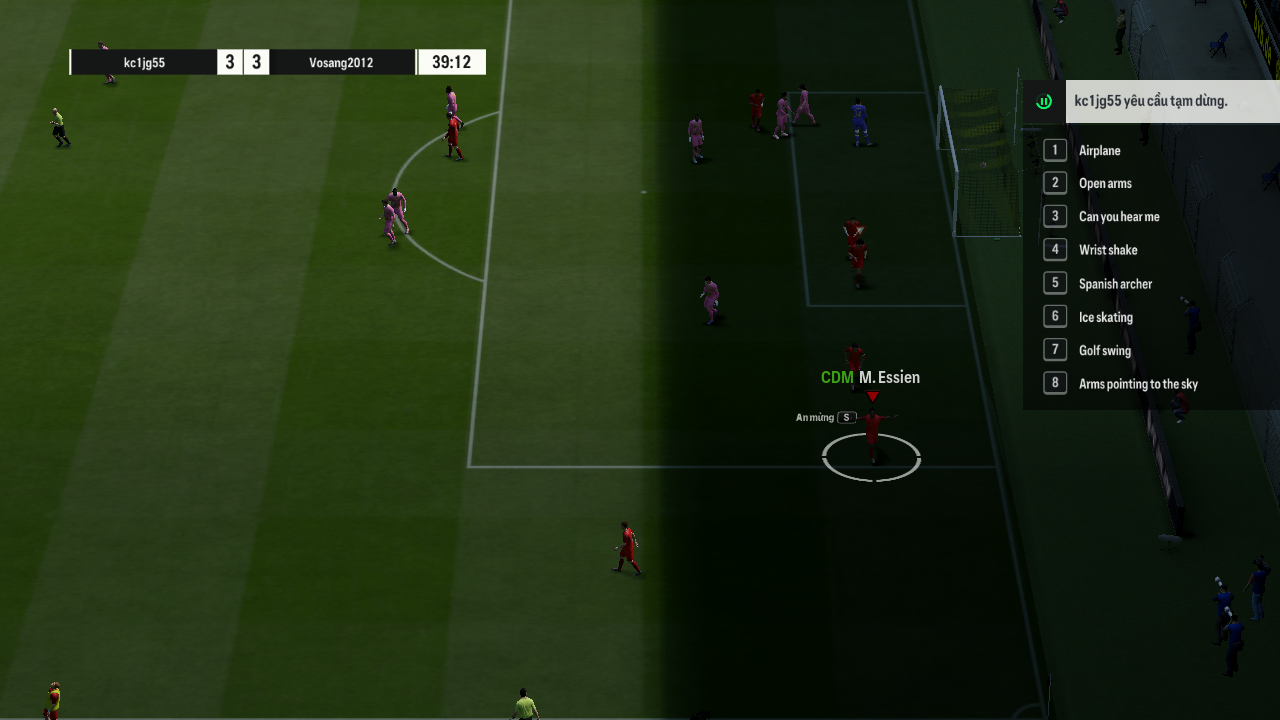 kc1jg55 3 3 Vosang2012 39:12
kc1jg55 yêu cầu tạm dừng.
1 Airplane
2 Open arms
3 Can you hear me
4 Wrist shake
5 Spanish archer
6 Ice skating
7 Golf swing
8 Arms pointing to the sky
CDM M. Essien
Ăn mừng S